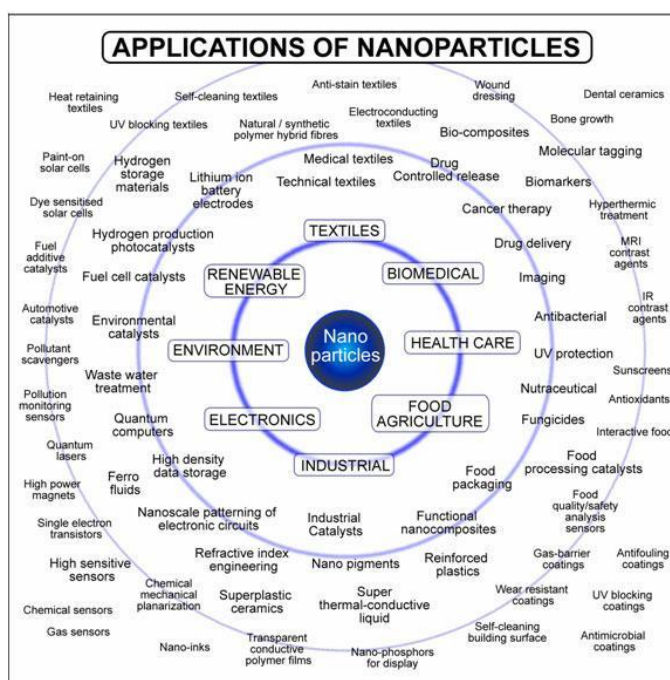 APPLICATIONS OF NANOPARTICLES
Heat retaining
textiles
Self-cleaning textiles
Anti-stain textiles
Wound
dressing
Dental ceramics
UV blocking textiles
Natural / synthetic
polymer hybrid fibres
Electroconducting
textiles
Bio-composites
Bone growth
Paint-on
solar cells
Hydrogen
storage
materials
Lithium ion
battery
electrodes
Medical textiles
Technical textiles
Drug
Controlled release
Molecular tagging
Biomarkers
Dye sensitised
solar cells
Cancer therapy
Hyperthermic
treatment
TEXTILES
Hydrogen production
photocatalysts
Drug delivery
Fuel
additive
catalysts
Fuel cell catalysts
RENEWABLE
ENERGY
BIOMEDICAL
Imaging
MRI
contrast
agents
Automotive
catalysts
Environmental
catalysts
Nano
particles
Antibacterial
IR
contrast
agents
Pollutant
scavengers
ENVIRONMENT
HEALTH CARE
UV protection
Sunscreens
Waste water
treatment
Nutraceutical
Pollution
monitoring
sensors
Antioxidants
Quantum
computers
ELECTRONICS
FOOD
AGRICULTURE
Fungicides
Interactive food
Quantum
lasers
High density
data storage
INDUSTRIAL
Food
processing catalysts
Ferro
fluids
Food
packaging
High power
magnets
Food
quality/safety
analysis
sensors
Single electron
transistors
Nanoscale patterning of
electronic circuits
Industrial
Catalysts
Functional
nanocomposites
High sensitive
sensors
Refractive index
engineering
Nano pigments
Reinforced
plastics
Gas-barrier
coatings
Antifouling
coatings
Chemical
mechanical
planarization
Superplastic
ceramics
Super
thermal-conductive
liquid
Wear resistant
coatings
UV blocking
coatings
Chemical sensors
Gas sensors
Nano-inks
Transparent
conductive
polymer films
Nano-phosphors
for display
Self-cleaning
building surface
Antimicrobial
coatings